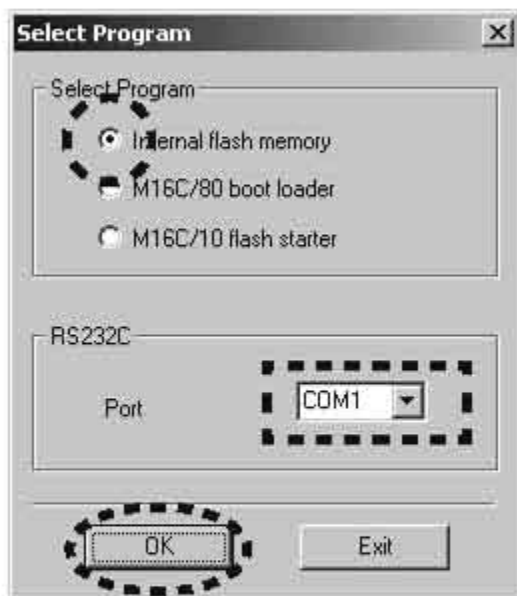 Select Program
Select Program
Internal flash memory
M16C/80 boot loader
M16C/10 flash starter
RS232C
Port
COM1
OK
Exit